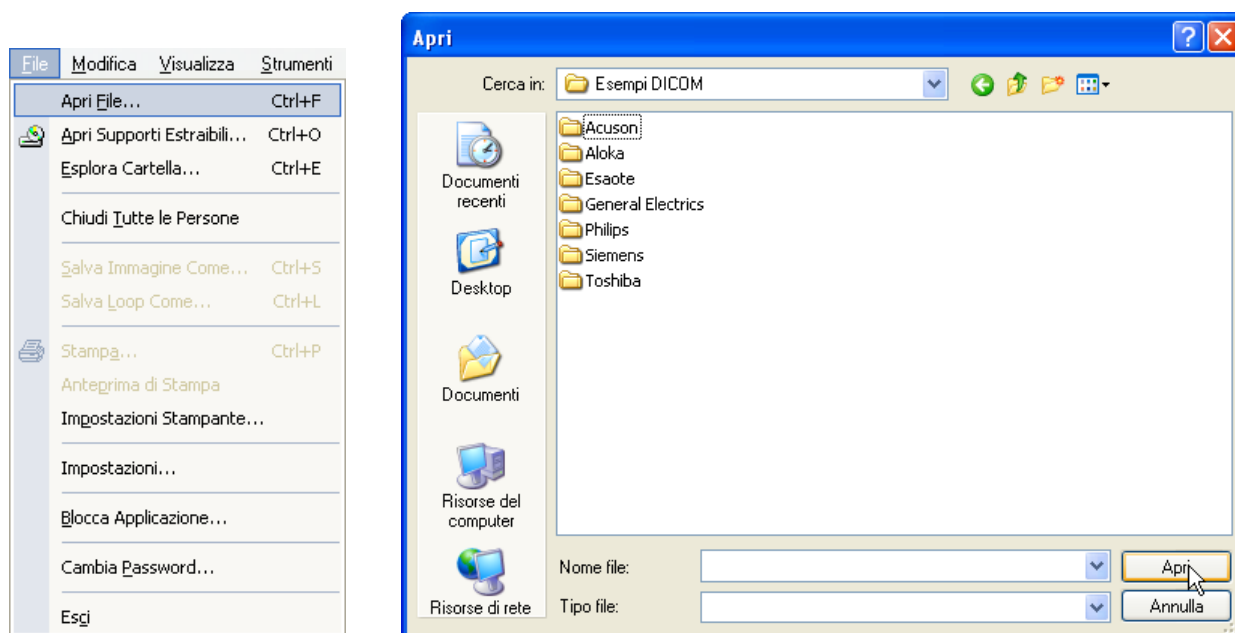 File Modifica Visualizza Strumenti
Apri File... Ctrl+F
Apri Supporti Estraibili... Ctrl+O
Esplora Cartella... Ctrl+E
Chiudi Tutte le Persone
Salva Immagine Come... Ctrl+S
Salva Loop Come... Ctrl+L
Stampa... Ctrl+P
Anteprima di Stampa
Impostazioni Stampante...
Impostazioni...
Blocca Applicazione...
Cambia Password...
Esci
Apri
Cerca in: Esempi DICOM
Documenti
recenti
Desktop
Documenti
Risorse del
computer
Risorse di rete
Acuson
Aloka
Esaote
General Electrics
Philips
Siemens
Toshiba
Nome file: Apri
Tipo file: Annulla